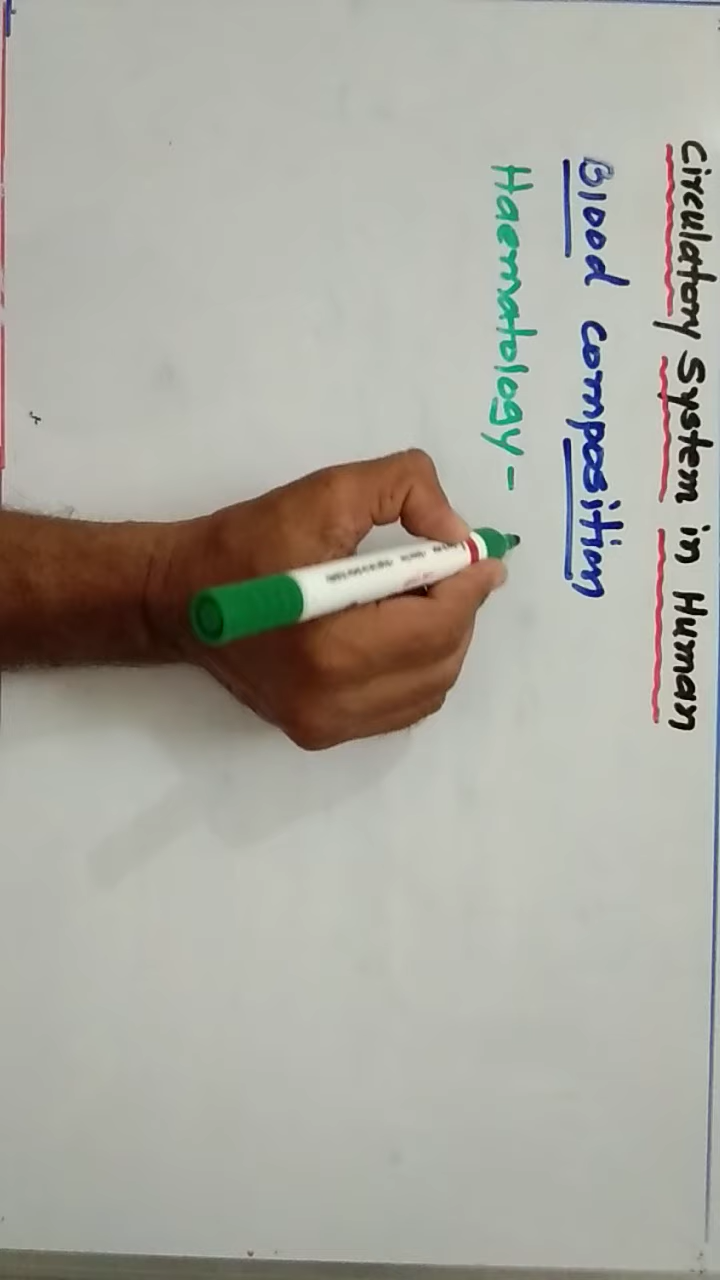 Circulatory System in Human
Blood composition
Haematology -